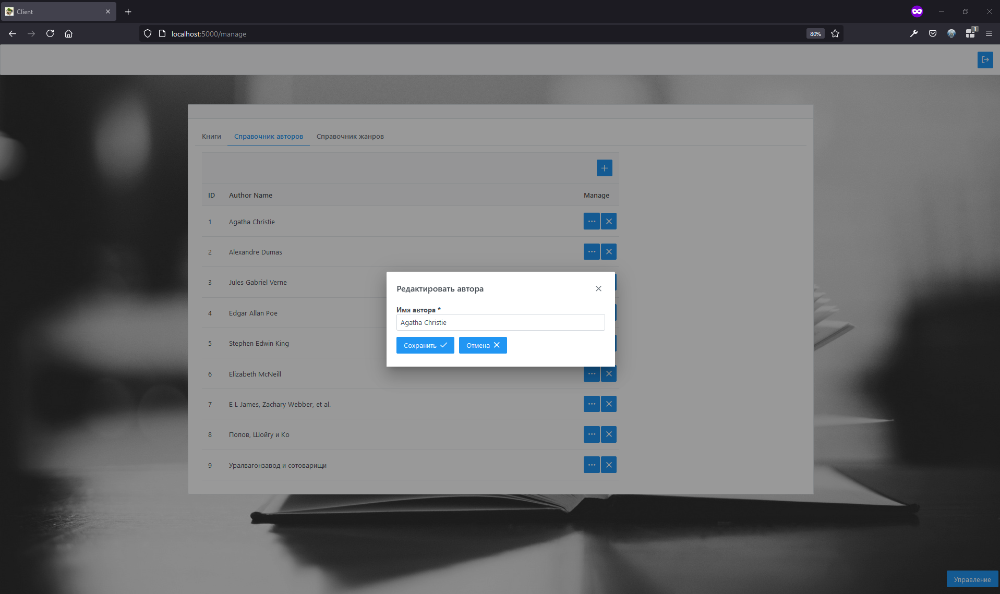 Client
localhost:5000/manage
80%
1
Книги Справочник авторов Справочник жанров
ID Author Name Manage
1 Agatha Christie
2 Alexandre Dumas
3 Jules Gabriel Verne
4 Edgar Allan Poe
5 Stephen Edwin King
6 Elizabeth McNeill
7 E L James, Zachary Webber, et al.
8 Попов, Шойгу и Ко
9 Уралвагонзавод и сотоварищи
Редактировать автора
Имя автора *
Agatha Christie
Сохранить Отмена
Управление